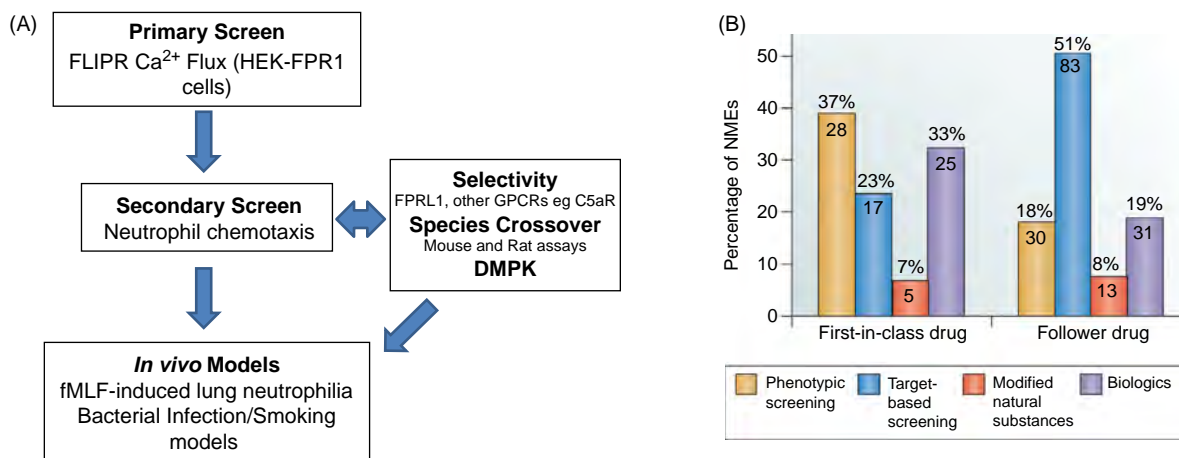 (A)
Primary Screen
FLIPR Ca²⁺ Flux (HEK-FPR1
cells)
Secondary Screen
Neutrophil chemotaxis
Selectivity
FPRL1, other GPCRs eg C5aR
Species Crossover
Mouse and Rat assays
DMPK
In vivo Models
fMLF-induced lung neutrophilia
Bacterial Infection/Smoking
models
(B)
Percentage of NMEs
50
40
30
20
10
0
37%
28
23%
17
7%
5
33%
25
18%
30
51%
83
8%
13
19%
31
First-in-class drug
Follower drug
Phenotypic
screening
Target-
based
screening
Modified
natural
substances
Biologics